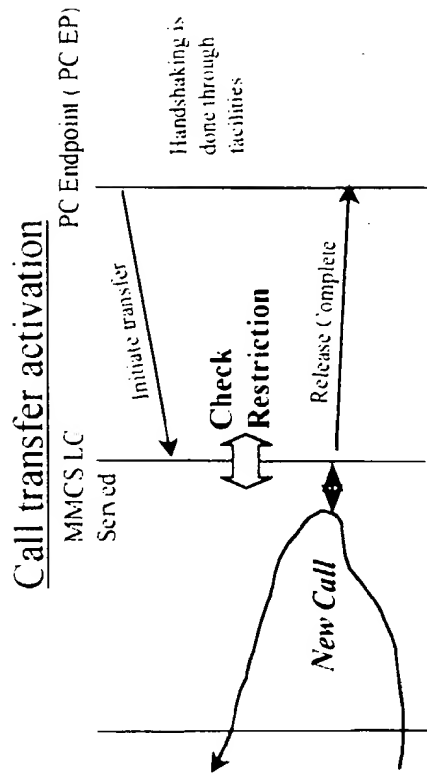 Call transfer activation
MMCS LC
Served
PC Endpoint ( PC EP)
Initiate transfer
Handshaking is
done through
facilities
Check
Restriction
New Call
Release Complete